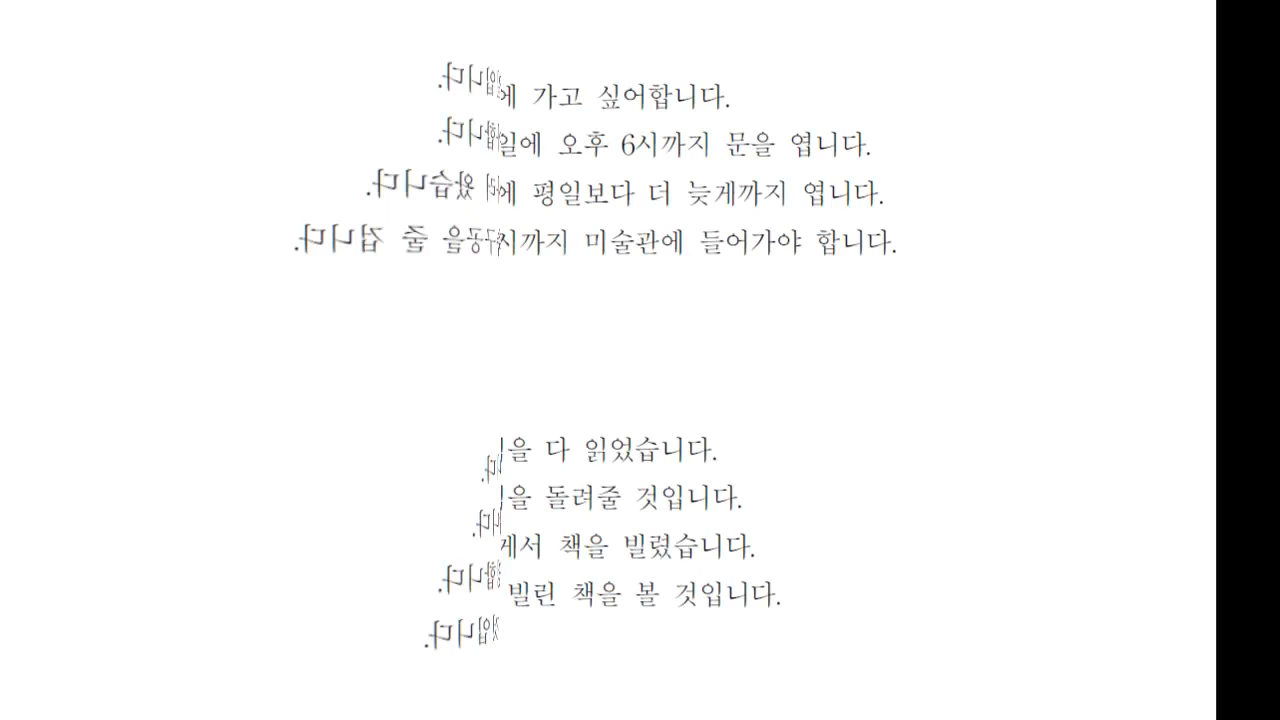 에 가고 싶어합니다.
일에 오후 6시까지 문을 엽니다.
에 평일보다 더 늦게까지 엽니다.
시까지 미술관에 들어가야 합니다.
을 다 읽었습니다.
을 돌려줄 것입니다.
게서 책을 빌렸습니다.
빌린 책을 볼 것입니다.